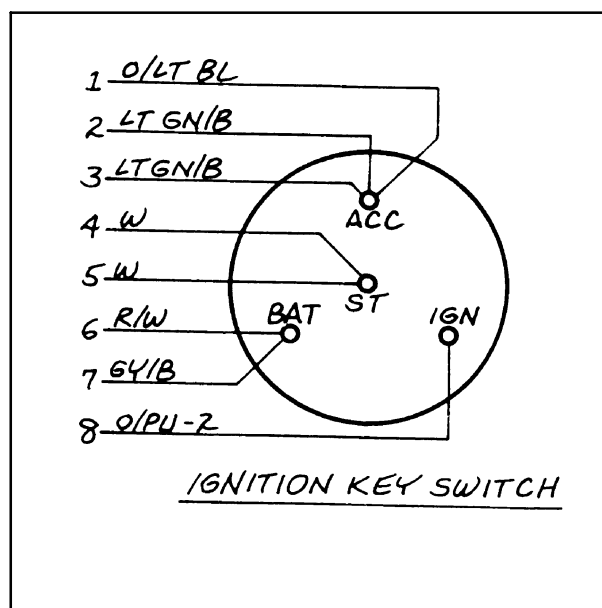 1 O/LT BL
2 LT GN/B
3 LTGN/B
ACC
4 W
5 W
ST
BAT
IGN
6 R/W
7 GY/B
8 O/PU-2
IGNITION KEY SWITCH